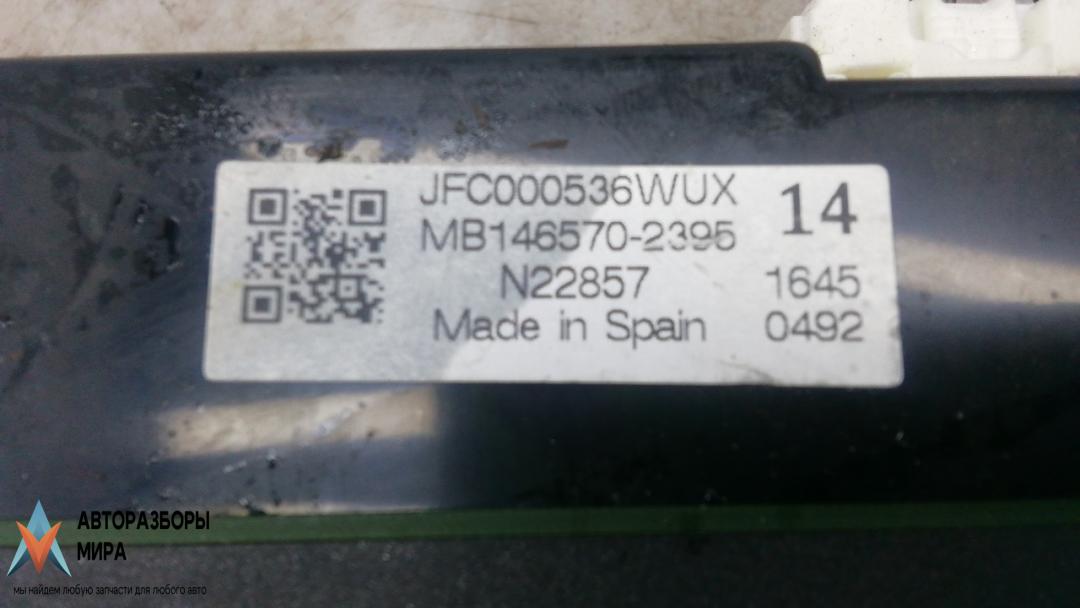 JFC000536WUX 14
MB146570-2395
N22857 1645
Made in Spain 0492
АВТОРАЗБОРЫ
МИРА
мы найдем любую запчасти для любого авто